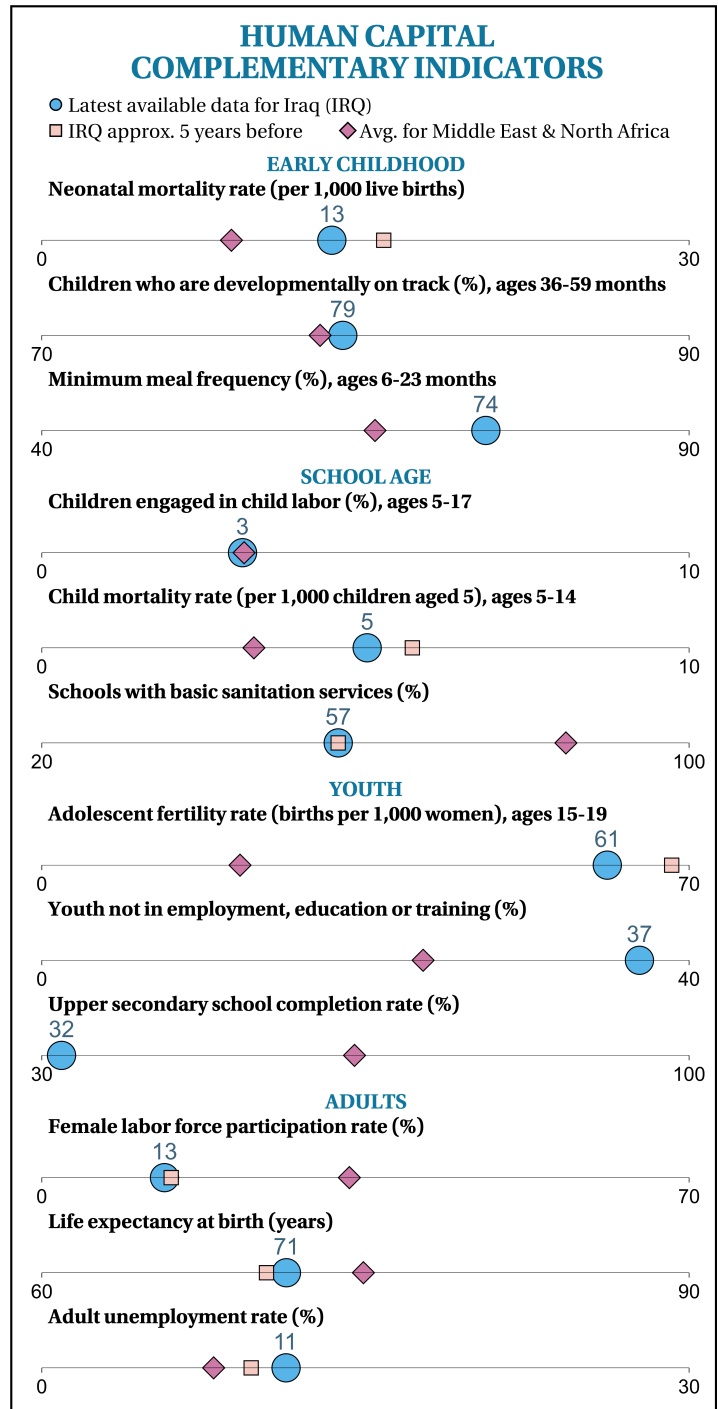 HUMAN CAPITAL
COMPLEMENTARY INDICATORS
Latest available data for Iraq (IRQ)
IRQ approx. 5 years before Avg. for Middle East & North Africa
EARLY CHILDHOOD
Neonatal mortality rate (per 1,000 live births)
13
0 30
Children who are developmentally on track (%), ages 36-59 months
79
70 90
Minimum meal frequency (%), ages 6-23 months
74
40 90
SCHOOL AGE
Children engaged in child labor (%), ages 5-17
3
0 10
Child mortality rate (per 1,000 children aged 5), ages 5-14
5
0 10
Schools with basic sanitation services (%)
57
20 100
YOUTH
Adolescent fertility rate (births per 1,000 women), ages 15-19
61
0 70
Youth not in employment, education or training (%)
37
0 40
Upper secondary school completion rate (%)
32
30 100
ADULTS
Female labor force participation rate (%)
13
0 70
Life expectancy at birth (years)
71
60 90
Adult unemployment rate (%)
11
0 30